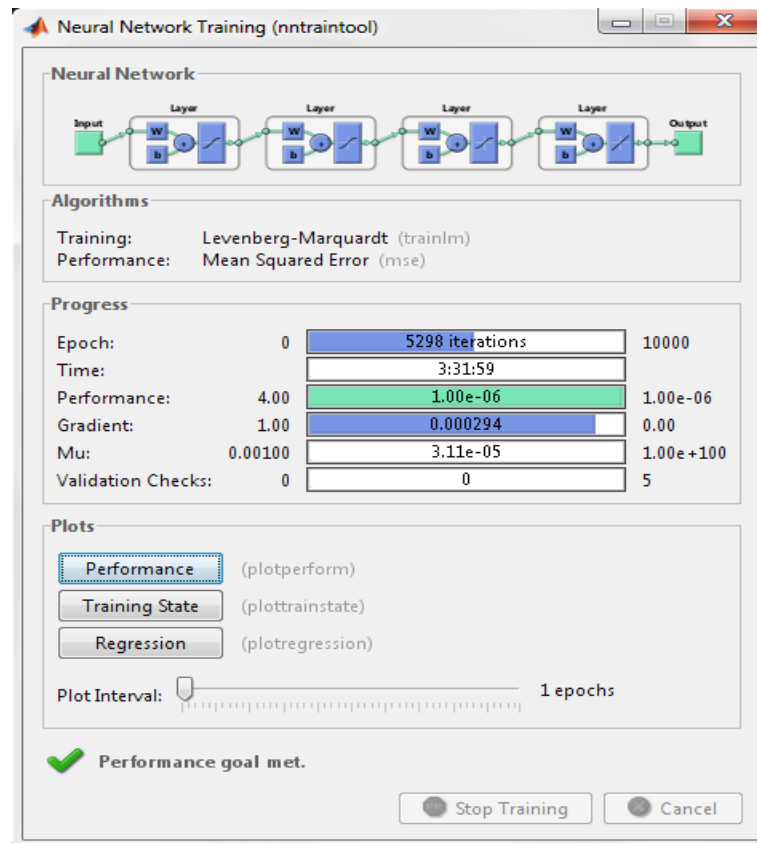 Neural Network Training (nntraintool)
Neural Network
Layer Layer Layer Layer
Input Output
W W W W
b b b b
+ + + +
Algorithms
Training: Levenberg-Marquardt (trainlm)
Performance: Mean Squared Error (mse)
Progress
Epoch: 0 5298 iterations 10000
Time: 3:31:59
Performance: 4.00 1.00e-06 1.00e-06
Gradient: 1.00 0.000294 0.00
Mu: 0.00100 3.11e-05 1.00e+100
Validation Checks: 0 0 5
Plots
Performance (plotperform)
Training State (plottrainstate)
Regression (plotregression)
Plot Interval: 1 epochs
Performance goal met.
Stop Training Cancel